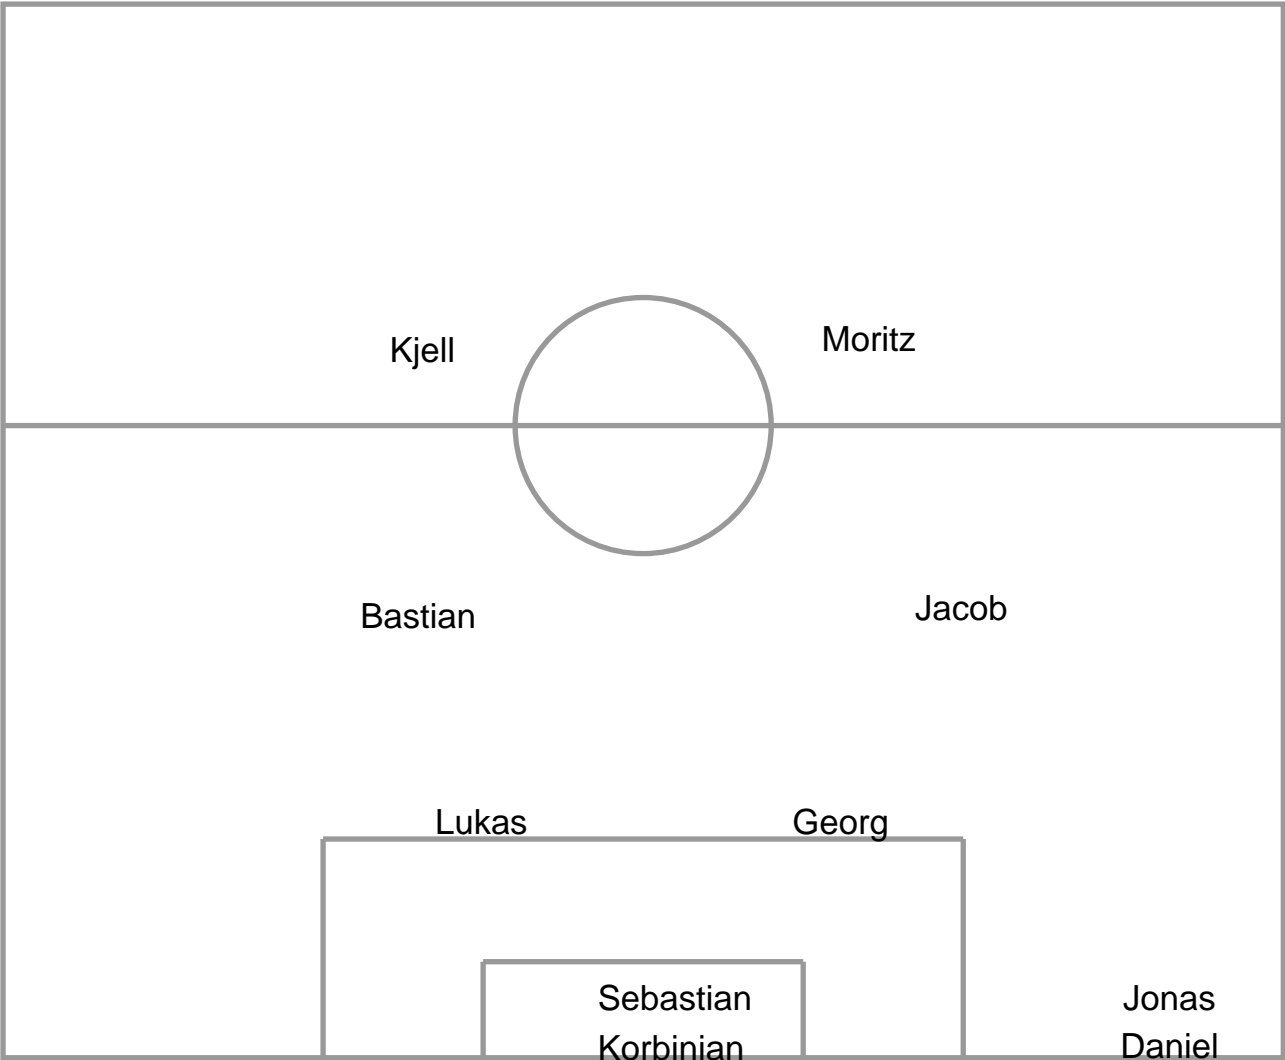 Kjell
Moritz
Bastian
Jacob
Lukas
Georg
Sebastian
Jonas
Korbinian
Daniel